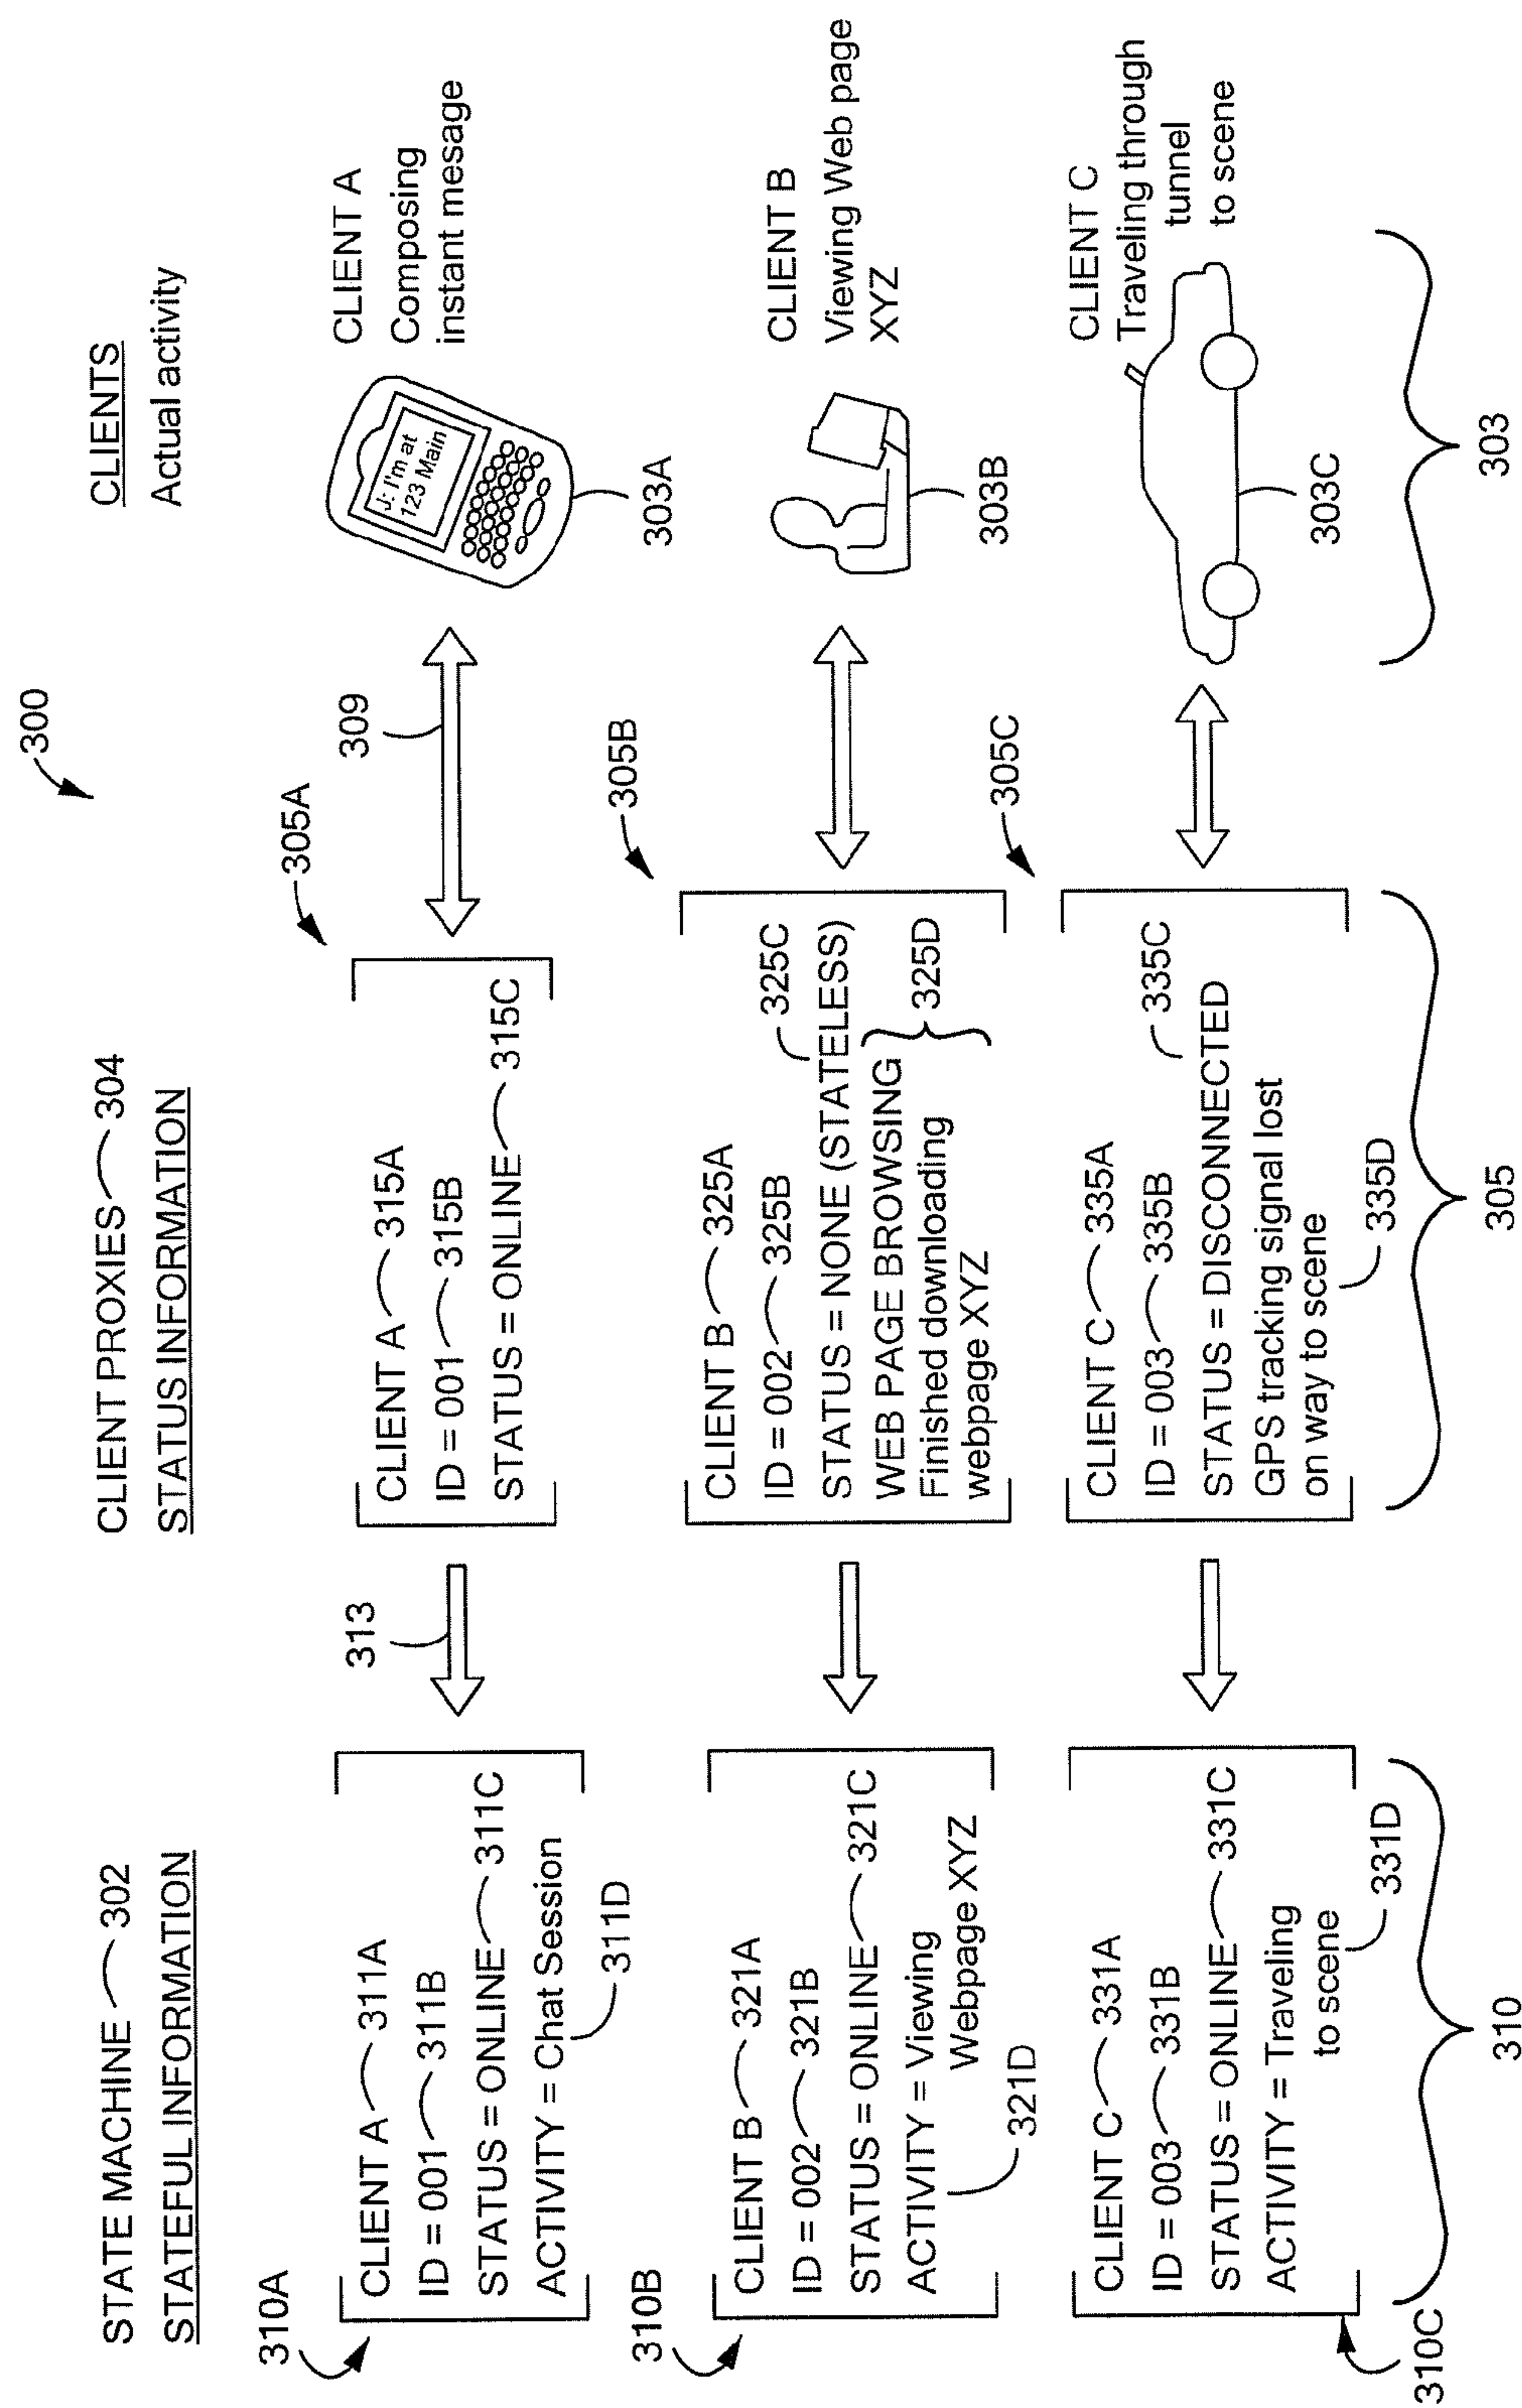 300
STATE MACHINE 302
STATEFUL INFORMATION
CLIENT PROXIES 304
STATUS INFORMATION
CLIENTS
Actual activity
310A
CLIENT A 311A
ID = 001 311B
STATUS = ONLINE 311C
ACTIVITY = Chat Session
311D
313
305A
CLIENT A 315A
ID = 001 315B
STATUS = ONLINE 315C
309
J: I'm at
123 Main
303A
CLIENT A
Composing
instant mesage
310B
CLIENT B 321A
ID = 002 321B
STATUS = ONLINE 321C
ACTIVITY = Viewing
Webpage XYZ
321D
305B
CLIENT B 325A
ID = 002 325B
325C
STATUS = NONE (STATELESS)
WEB PAGE BROWSING
Finished downloading
webpage XYZ
325D
303B
CLIENT B
Viewing Web page
XYZ
310C
CLIENT C 331A
ID = 003 331B
STATUS = ONLINE 331C
ACTIVITY = Traveling
to scene
331D
305C
CLIENT C 335A
ID = 003 335B
335C
STATUS = DISCONNECTED
GPS tracking signal lost
on way to scene
335D
303C
CLIENT C
Traveling through
tunnel
to scene
310
305
303